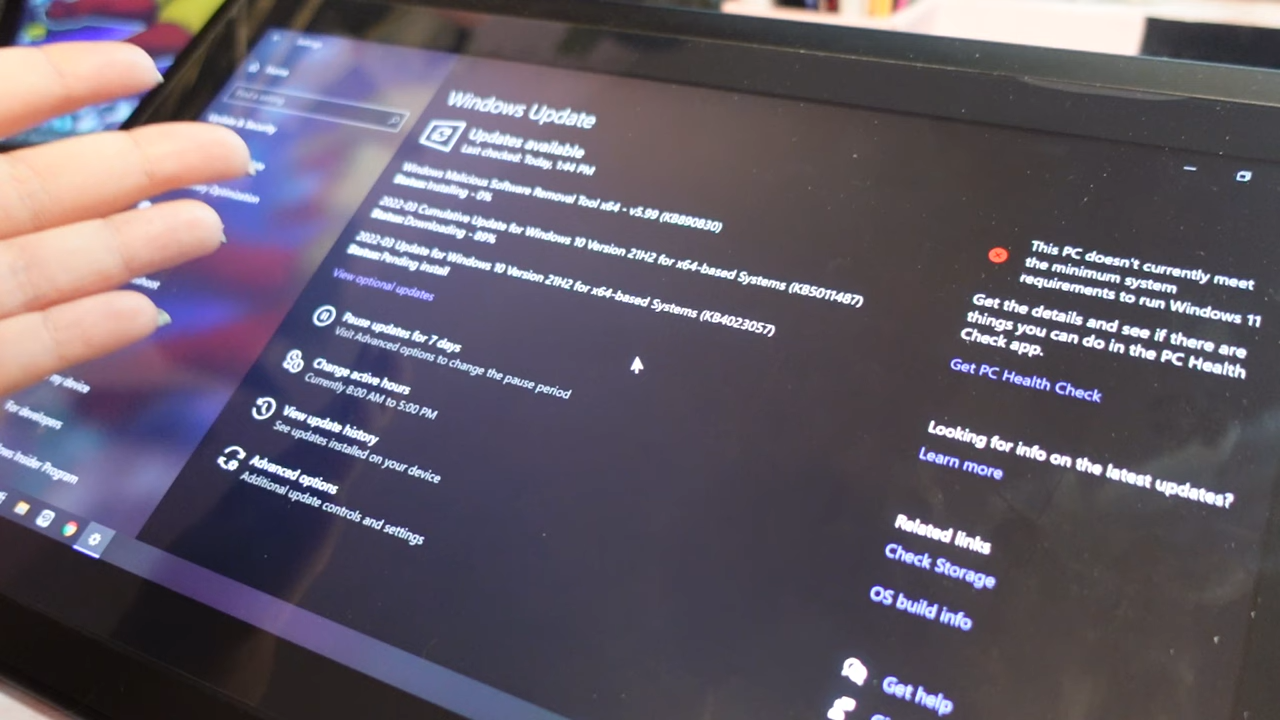 Home
Find a setting
Update & Security
Optimization
my device
For developers
Insider Program
Windows Update
Updates available
Last checked: Today, 1:44 PM
Windows Malicious Software Removal Tool x64 - v5.99 (KB890830)
Status: Installing - 0%
2022-03 Cumulative Update for Windows 10 Version 21H2 for x64-based Systems (KB5011487)
Status: Downloading - 89%
2022-03 Update for Windows 10 Version 21H2 for x64-based Systems (KB4023057)
Status: Pending install
View optional updates
Pause updates for 7 days
Visit Advanced options to change the pause period
Change active hours
Currently 8:00 AM to 5:00 PM
View update history
See updates installed on your device
Advanced options
Additional update controls and settings
This PC doesn't currently meet
the minimum system
requirements to run Windows 11
Get the details and see if there are
things you can do in the PC Health
Check app.
Get PC Health Check
Looking for info on the latest updates?
Learn more
Related links
Check Storage
OS build info
Get help